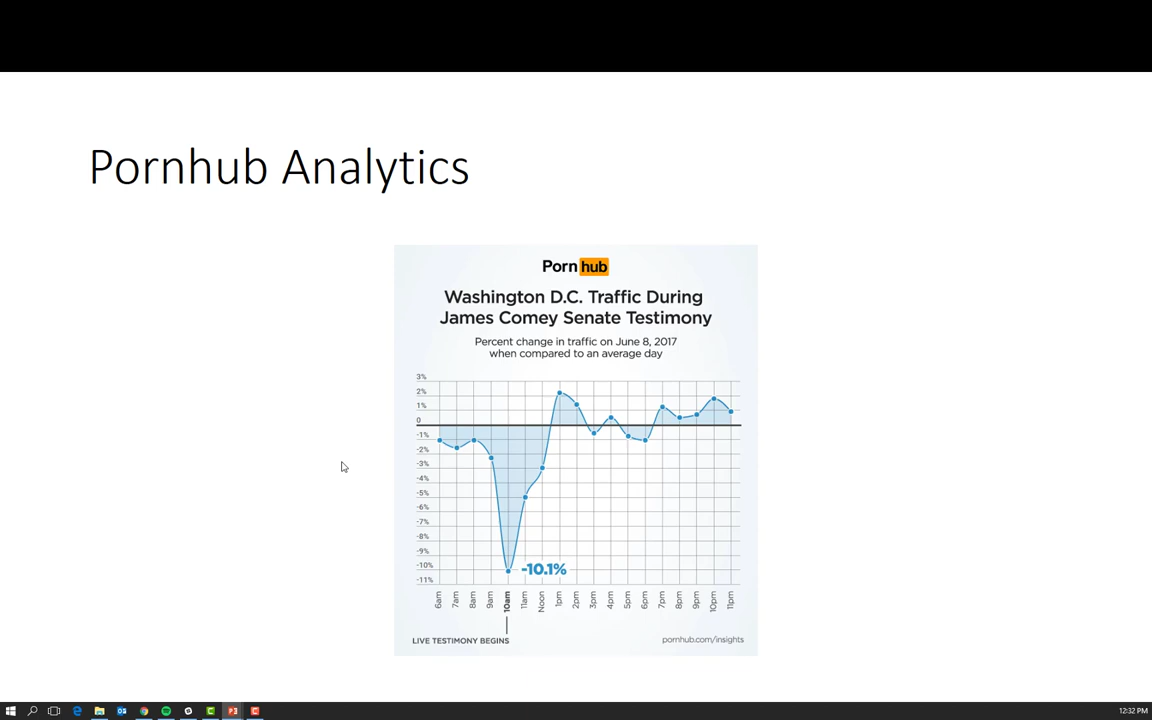 Pornhub Analytics
Porn hub
Washington D.C. Traffic During
James Comey Senate Testimony
Percent change in traffic on June 8, 2017
when compared to an average day
3%
2%
1%
0
-1%
-2%
-3%
-4%
-5%
-6%
-7%
-8%
-9%
-10%
-11%
-10.1%
6am 7am 8am 9am 10am 11am Noon 1pm 2pm 3pm 4pm 5pm 6pm 7pm 8pm 9pm 10pm 11pm
LIVE TESTIMONY BEGINS
pornhub.com/insights
12:32 PM